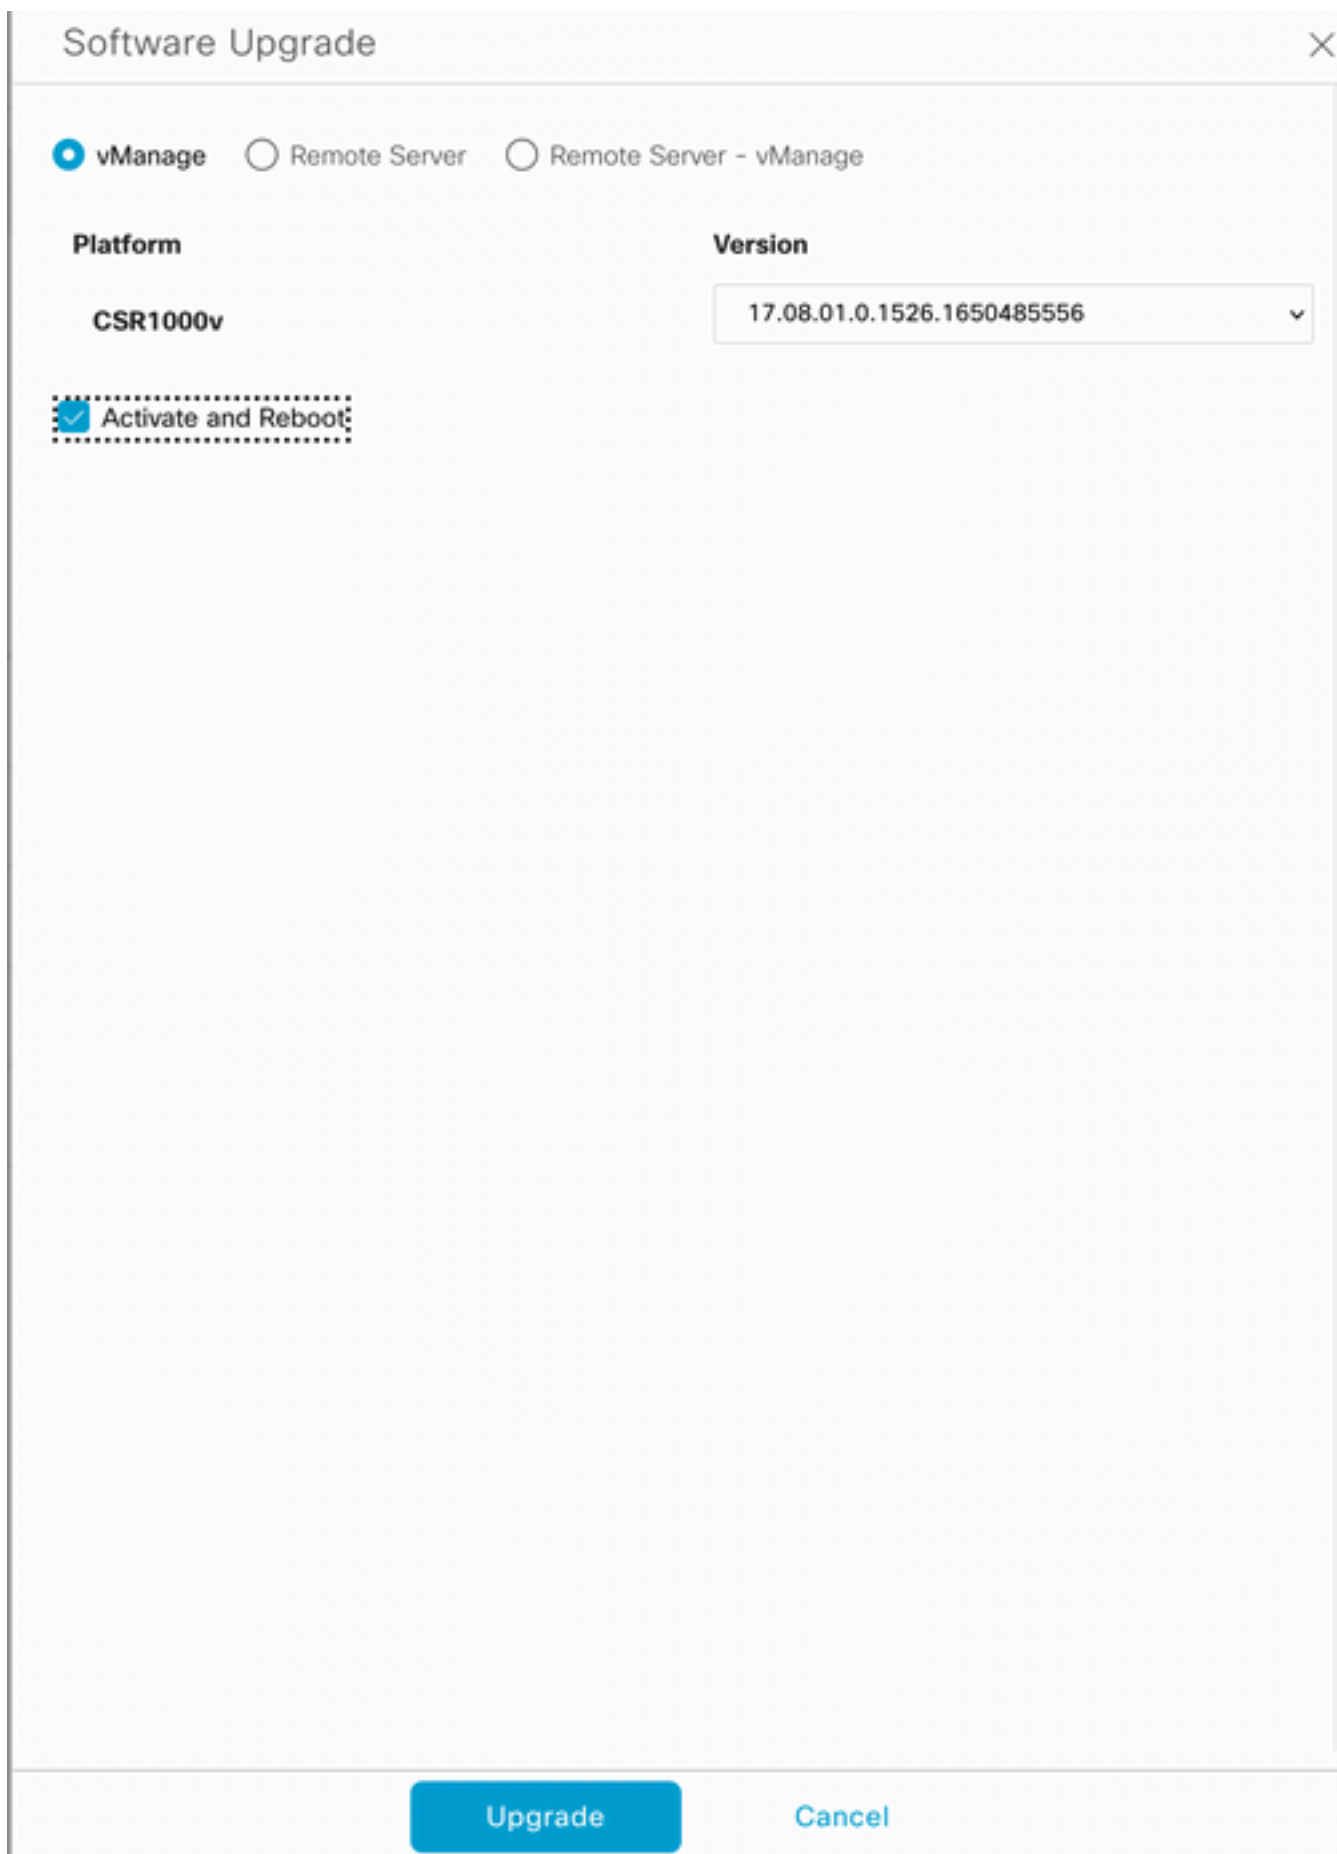 Software Upgrade
vManage Remote Server Remote Server - vManage
Platform Version
CSR1000v 17.08.01.0.1526.1650485556
Activate and Reboot
Upgrade Cancel